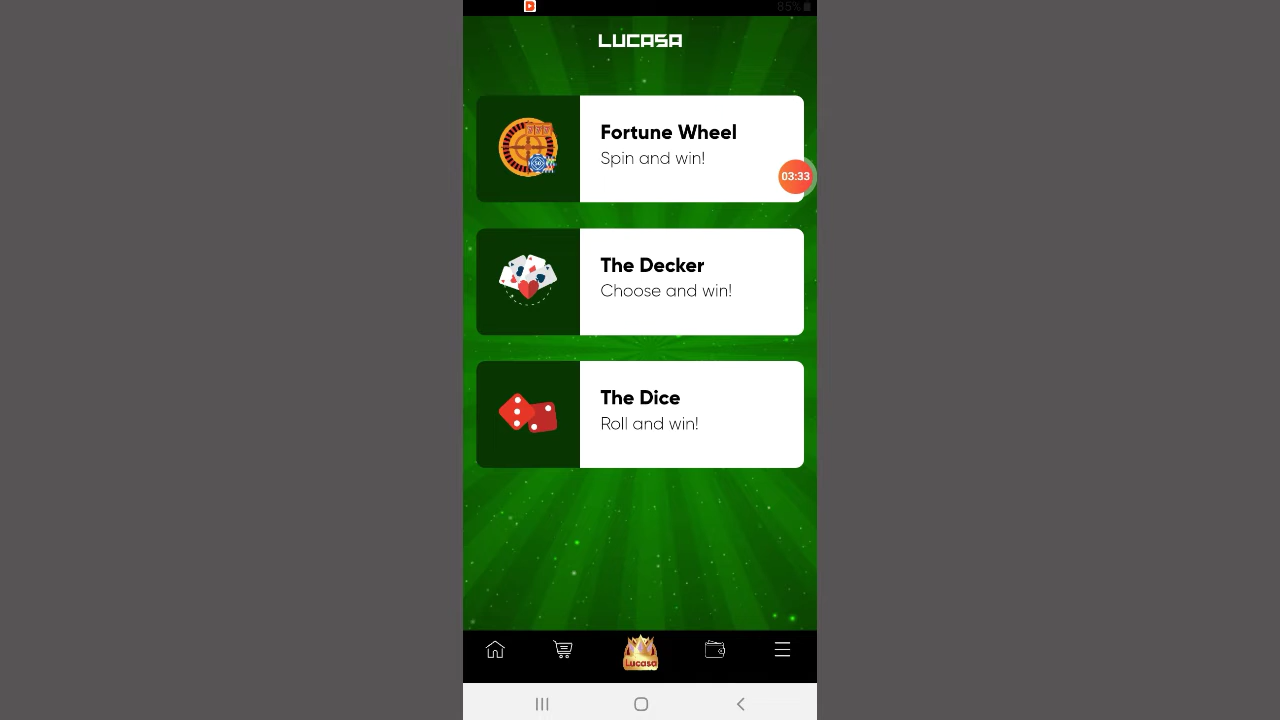 85%
LUCASA
Fortune Wheel
Spin and win!
03:33
The Decker
Choose and win!
The Dice
Roll and win!
Lucasa